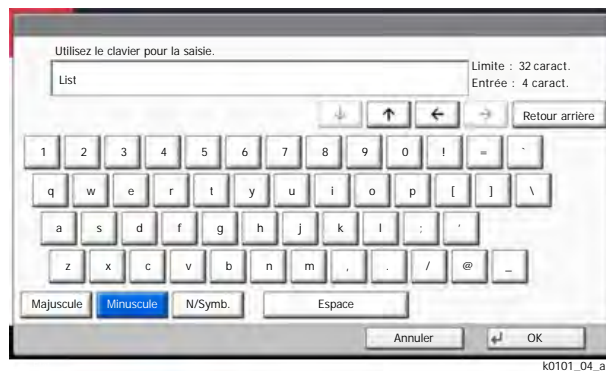 Utilisez le clavier pour la saisie.
List
Limite : 32 caract.
Entrée : 4 caract.
↓ ↑ ← → Retour arrière
1 2 3 4 5 6 7 8 9 0 ! = `
q w e r t y u i o p [ ] \
a s d f g h j k l ; '
z x c v b n m , . / @ _
Majuscule Minuscule N/Symb. Espace
Annuler OK
k0101_04_a